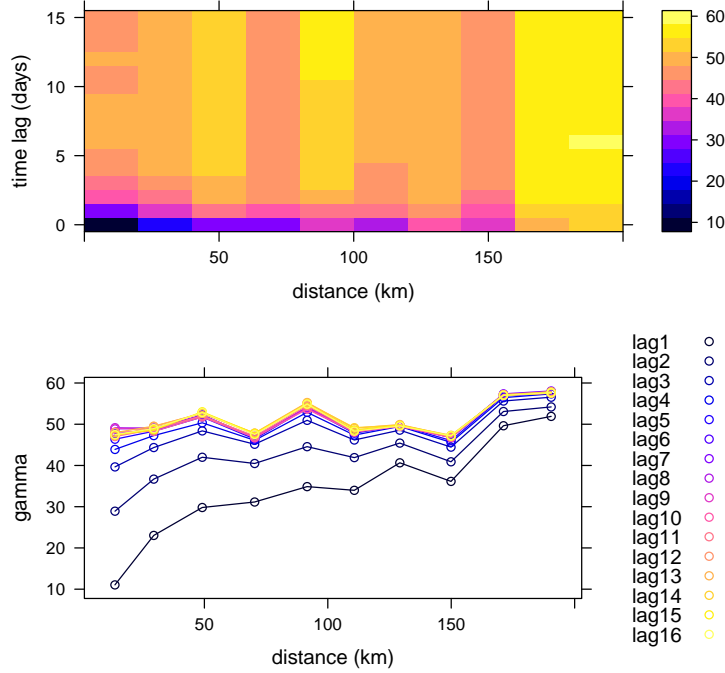 time lag (days)
15
10
5
0
50
100
150
distance (km)
60
50
40
30
20
10
gamma
60
50
40
30
20
10
50
100
150
distance (km)
lag1
lag2
lag3
lag4
lag5
lag6
lag7
lag8
lag9
lag10
lag11
lag12
lag13
lag14
lag15
lag16